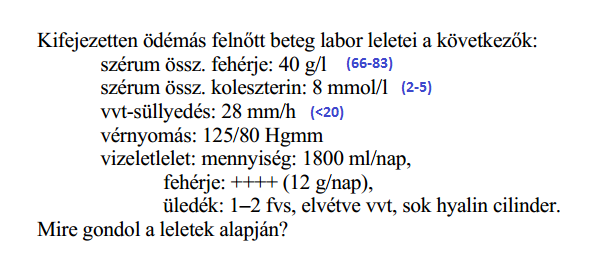 Kifejezetten ödémás felnőtt beteg labor leletei a következők:
szérum össz. fehérje: 40 g/l (66-83)
szérum össz. koleszterin: 8 mmol/l (2-5)
vvt-süllyedés: 28 mm/h (<20)
vérnyomás: 125/80 Hgmm
vizeletlelet: mennyiség: 1800 ml/nap,
fehérje: ++++ (12 g/nap),
üledék: 1–2 fvs, elvétve vvt, sok hyalin cilinder.
Mire gondol a leletek alapján?